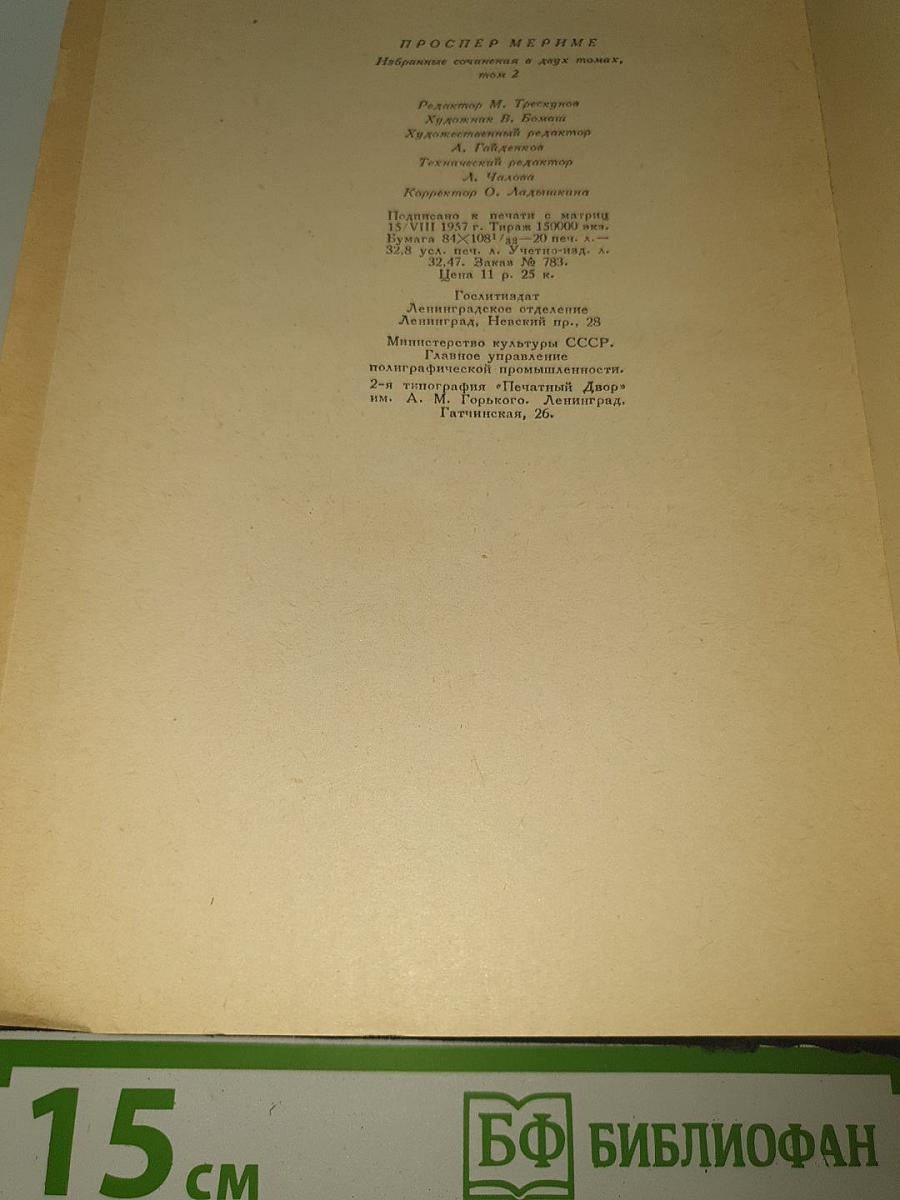 ПРОСПЕР МЕРИМЕ
Избранные сочинения в двух томах,
том 2
Редактор М. Трескунов
Художник В. Бомаш
Художественный редактор
А. Гайденков
Технический редактор
Л. Чалова
Корректор О. Ладышкина
Подписано к печати с матриц
15/VIII 1957 г. Тираж 150000 экз.
Бумага 84×108¹/₃₂—20 печ. л.—
32,8 усл. печ. л. Учетно-изд. л.
32,47. Заказ № 783.
Цена 11 р. 25 к.
Гослитиздат
Ленинградское отделение
Ленинград, Невский пр., 28
Министерство культуры СССР.
Главное управление
полиграфической промышленности.
2-я типография «Печатный Двор»
им. А. М. Горького. Ленинград,
Гатчинская, 26.
15 см
БФ БИБЛИОФАН